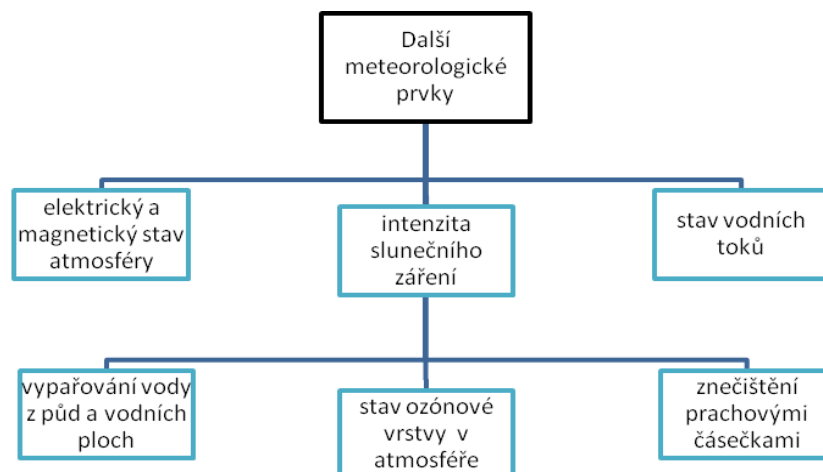 Další
meteorologické
prvky
elektrický a
magnetický stav
atmosféry
intenzita
slunečního
záření
stav vodních
toků
vypařování vody
z půd a vodních
ploch
stav ozónové
vrstvy v
atmosféře
znečištění
prachovými
čásečkami